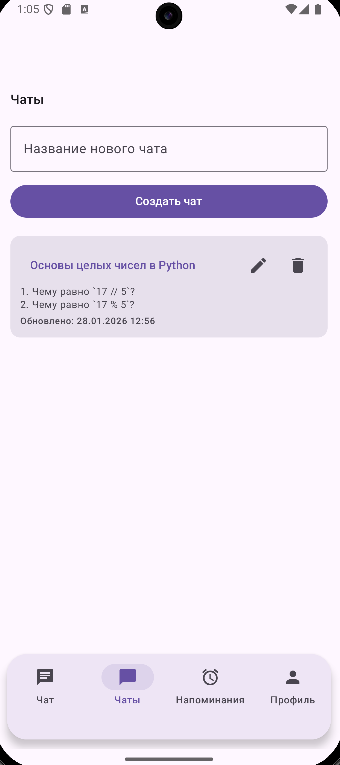 1:05
Чаты
Название нового чата
Создать чат
Основы целых чисел в Python
1. Чему равно `17 // 5`?
2. Чему равно `17 % 5`?
Обновлено: 28.01.2026 12:56
Чат
Чаты
Напоминания
Профиль